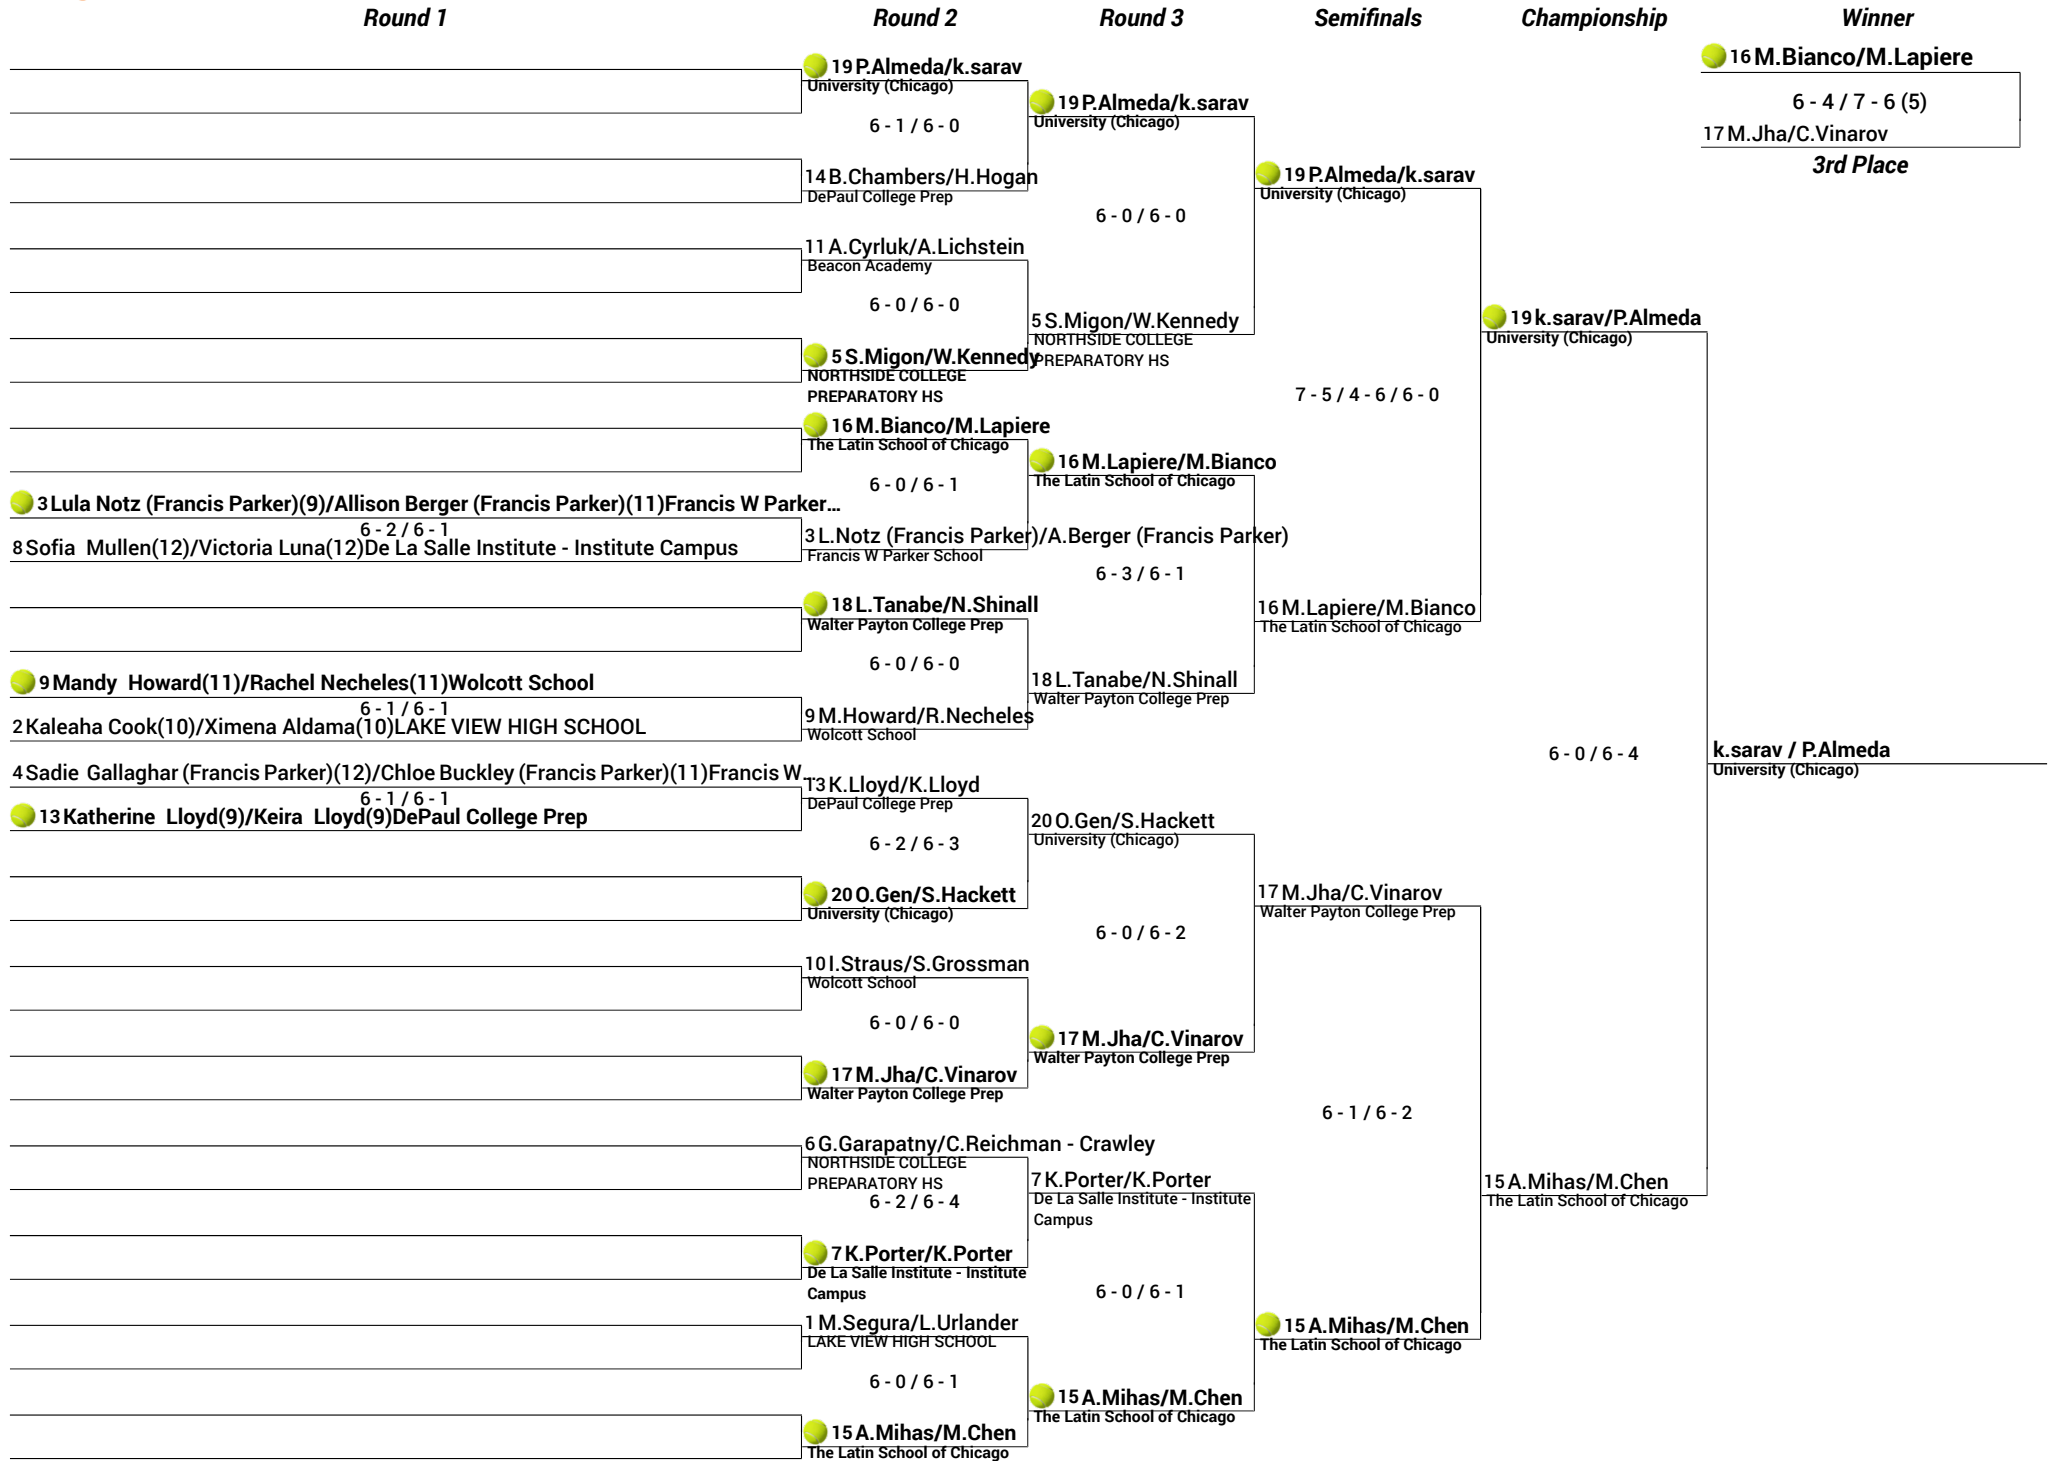 Round 1
Round 2
Round 3
Semifinals
Championship
Winner
16 M.Bianco/M.Lapiere
6 - 4 / 7 - 6 (5)
17 M.Jha/C.Vinarov
3rd Place
3 Lula Notz (Francis Parker)(9)/Allison Berger (Francis Parker)(11)Francis W Parker...
6 - 2 / 6 - 1
8 Sofia Mullen(12)/Victoria Luna(12)De La Salle Institute - Institute Campus
9 Mandy Howard(11)/Rachel Necheles(11)Wolcott School
6 - 1 / 6 - 1
2 Kaleaha Cook(10)/Ximena Aldama(10)LAKE VIEW HIGH SCHOOL
4 Sadie Gallaghar (Francis Parker)(12)/Chloe Buckley (Francis Parker)(11)Francis W...
6 - 1 / 6 - 1
13 Katherine Lloyd(9)/Keira Lloyd(9)DePaul College Prep
19 P.Almeda/k.sarav
University (Chicago)
6 - 1 / 6 - 0
14 B.Chambers/H.Hogan
DePaul College Prep
11 A.Cyrluk/A.Lichstein
Beacon Academy
6 - 0 / 6 - 0
5 S.Migon/W.Kennedy
NORTHSIDE COLLEGE
PREPARATORY HS
16 M.Bianco/M.Lapiere
The Latin School of Chicago
6 - 0 / 6 - 1
3 L.Notz (Francis Parker)/A.Berger (Francis Parker)
Francis W Parker School
18 L.Tanabe/N.Shinall
Walter Payton College Prep
6 - 0 / 6 - 0
9 M.Howard/R.Necheles
Wolcott School
13 K.Lloyd/K.Lloyd
DePaul College Prep
6 - 2 / 6 - 3
20 O.Gen/S.Hackett
University (Chicago)
10 I.Straus/S.Grossman
Wolcott School
6 - 0 / 6 - 0
17 M.Jha/C.Vinarov
Walter Payton College Prep
6 G.Garapatny/C.Reichman - Crawley
NORTHSIDE COLLEGE
PREPARATORY HS
6 - 2 / 6 - 4
7 K.Porter/K.Porter
De La Salle Institute - Institute
Campus
1 M.Segura/L.Urlander
LAKE VIEW HIGH SCHOOL
6 - 0 / 6 - 1
15 A.Mihas/M.Chen
The Latin School of Chicago
19 P.Almeda/k.sarav
University (Chicago)
6 - 0 / 6 - 0
5 S.Migon/W.Kennedy
NORTHSIDE COLLEGE
PREPARATORY HS
16 M.Lapiere/M.Bianco
The Latin School of Chicago
6 - 3 / 6 - 1
18 L.Tanabe/N.Shinall
Walter Payton College Prep
20 O.Gen/S.Hackett
University (Chicago)
6 - 0 / 6 - 2
17 M.Jha/C.Vinarov
Walter Payton College Prep
7 K.Porter/K.Porter
De La Salle Institute - Institute
Campus
6 - 0 / 6 - 1
15 A.Mihas/M.Chen
The Latin School of Chicago
19 P.Almeda/k.sarav
University (Chicago)
7 - 5 / 4 - 6 / 6 - 0
16 M.Lapiere/M.Bianco
The Latin School of Chicago
17 M.Jha/C.Vinarov
Walter Payton College Prep
6 - 1 / 6 - 2
15 A.Mihas/M.Chen
The Latin School of Chicago
19 k.sarav/P.Almeda
University (Chicago)
6 - 0 / 6 - 4
15 A.Mihas/M.Chen
The Latin School of Chicago
k.sarav / P.Almeda
University (Chicago)